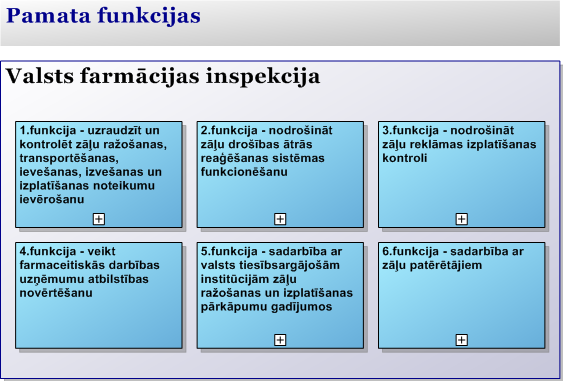 Pamata funkcijas
Valsts farmācijas inspekcija
1.funkcija - uzraudzīt un
kontrolēt zāļu ražošanas,
transportēšanas,
ievešanas, izvešanas un
izplatīšanas noteikumu
ievērošanu
2.funkcija - nodrošināt
zāļu drošības ātrās
reaģēšanas sistēmas
funkcionēšanu
3.funkcija - nodrošināt
zāļu reklāmas izplatīšanas
kontroli
4.funkcija - veikt
farmaceitiskās darbības
uzņēmumu atbilstības
novērtēšanu
5.funkcija - sadarbība ar
valsts tiesībsargājošām
institūcijām zāļu
ražošanas un izplatīšanas
pārkāpumu gadījumos
6.funkcija - sadarbība ar
zāļu patērētājiem